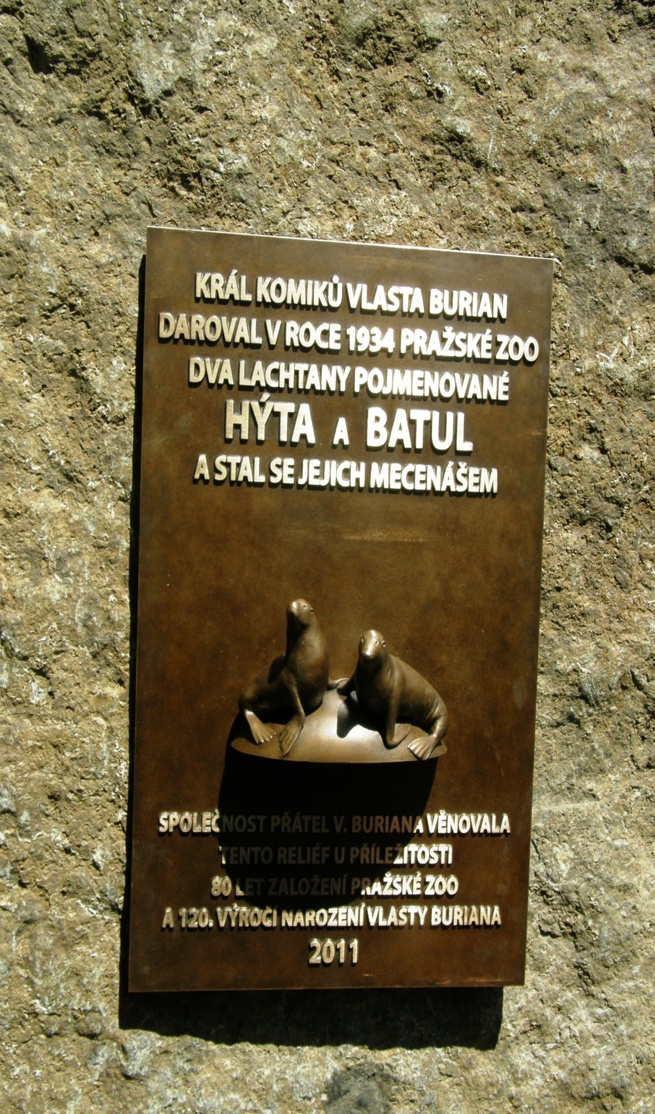 KRÁL KOMIKŮ VLASTA BURIAN
DAROVAL V ROCE 1934 PRAŽSKÉ ZOO
DVA LACHTANY POJMENOVANÉ
HÝTA A BATUL
A STAL SE JEJICH MECENÁŠEM
SPOLEČNOST PŘÁTEL V. BURIANA VĚNOVALA
TENTO RELIÉF U PŘÍLEŽITOSTI
80 LET ZALOŽENÍ PRAŽSKÉ ZOO
A 120. VÝROČÍ NAROZENÍ VLASTY BURIANA
2011